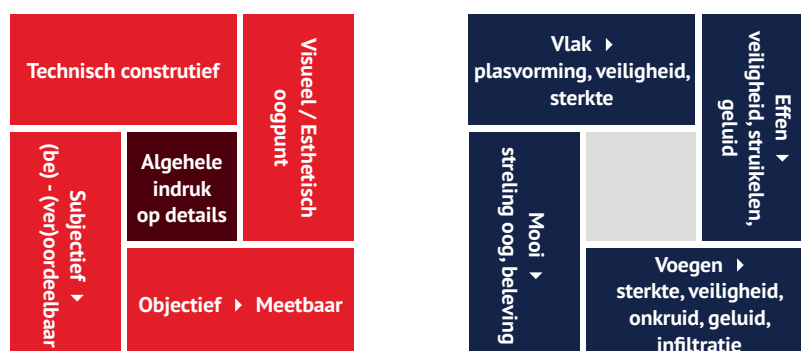 Technisch construtief
Visueel / Esthetisch
oogpunt
Algehele
indruk
op details
Subjectief ▸
(be) - (ver)oordeelbaar
Objectief ▸ Meetbaar
Vlak ▸
plasvorming, veiligheid,
sterkte
Effen ▸
veiligheid, struikelen,
geluid
Mooi ▸
streling oog, beleving
Voegen ▸
sterkte, veiligheid,
onkruid, geluid,
infiltratie